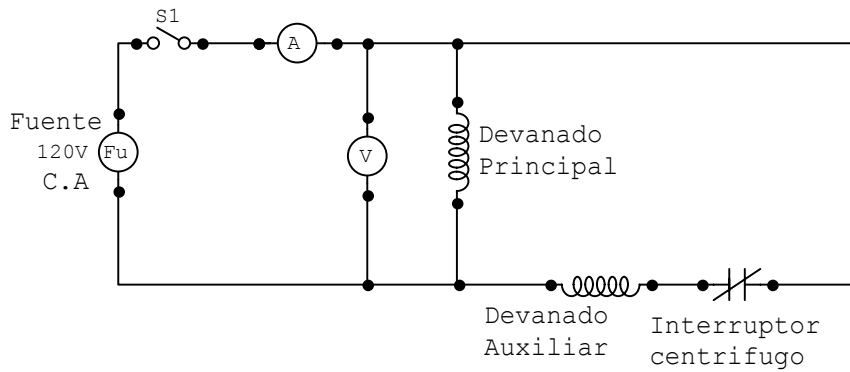 S1
A
Fuente
120V
C.A
Fu
V
Devanado
Principal
Devanado
Auxiliar
Interruptor
centrifugo